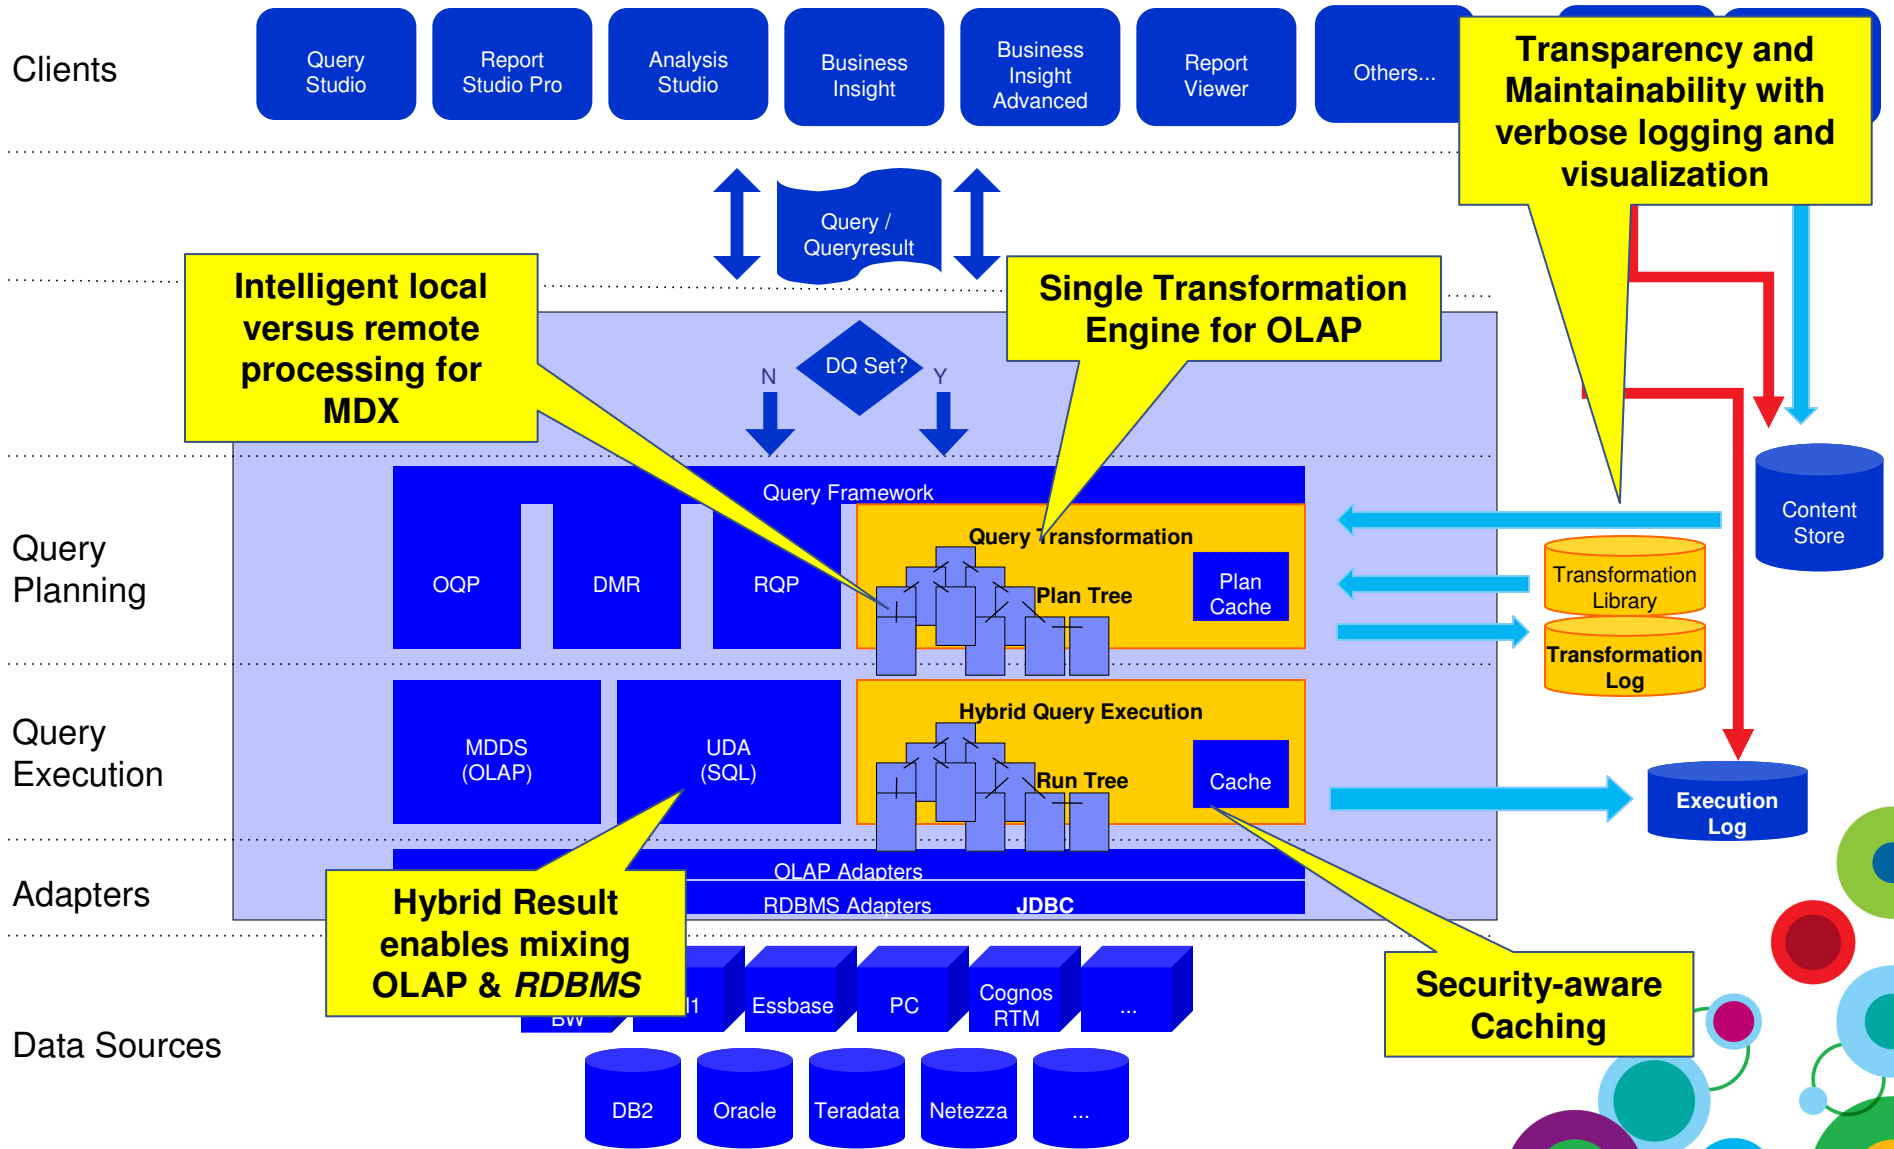 Clients
Query
Studio
Report
Studio Pro
Analysis
Studio
Business
Insight
Business
Insight
Advanced
Report
Viewer
Others...
Transparency and
Maintainability with
verbose logging and
visualization
Query /
Queryresult
Intelligent local
versus remote
processing for
MDX
Single Transformation
Engine for OLAP
DQ Set?
N
Y
Query Framework
Query
Planning
OQP
DMR
RQP
Query Transformation
Plan Tree
Plan
Cache
Content
Store
Transformation
Library
Transformation
Log
Query
Execution
MDDS
(OLAP)
UDA
(SQL)
Hybrid Query Execution
Run Tree
Cache
Execution
Log
Adapters
OLAP Adapters
RDBMS Adapters JDBC
Hybrid Result
enables mixing
OLAP & RDBMS
Security-aware
Caching
Data Sources
BW
Essbase
PC
Cognos
RTM
...
DB2
Oracle
Teradata
Netezza
...